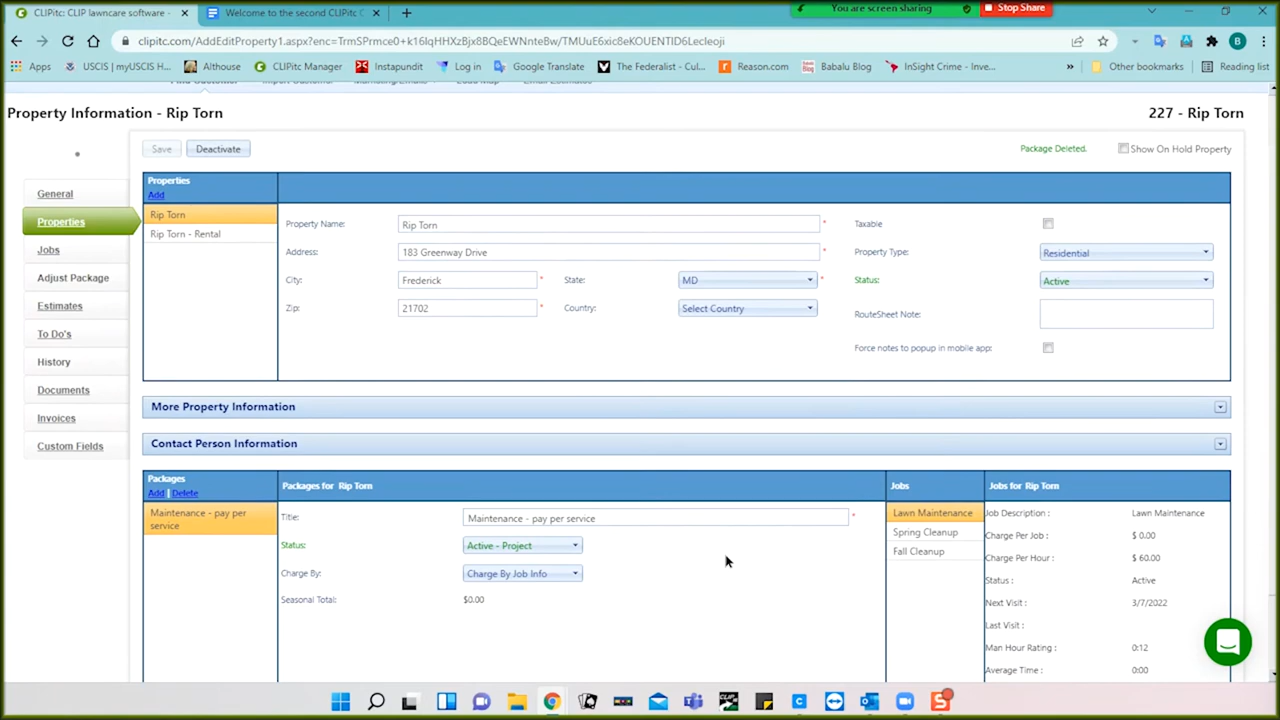 CLIPitc: CLIP lawncare software -
Welcome to the second CLIPitc C
You are screen sharing
Stop Share
clipitc.com/AddEditProperty1.aspx?enc=TrmSPrmce0+k16lqHHXzBjx8BQeEWNnteBw/TMUuE6xic8eKOUENTID6Lecleoji
Apps
USCIS | myUSCIS H...
Althouse
CLIPitc Manager
Instapundit
Log in
Google Translate
The Federalist - Cul...
Reason.com
Babalu Blog
InSight Crime - Inve...
»
Other bookmarks
Reading list
Property Information - Rip Torn
227 - Rip Torn
Save
Deactivate
Package Deleted.
Show On Hold Property
General
Properties
Jobs
Adjust Package
Estimates
To Do's
History
Documents
Invoices
Custom Fields
Properties
Add
Rip Torn
Rip Torn - Rental
Property Name:
Rip Torn
*
Taxable
Address:
183 Greenway Drive
*
Property Type:
Residential
City:
Frederick
*
State:
MD
*
Status:
Active
Zip:
21702
*
Country:
Select Country
RouteSheet Note:
Force notes to popup in mobile app:
More Property Information
Contact Person Information
Packages
Add | Delete
Maintenance - pay per
service
Packages for Rip Torn
Title:
Maintenance - pay per service
*
Status:
Active - Project
Charge By:
Charge By Job Info
Seasonal Total:
$0.00
Jobs
Lawn Maintenance
Spring Cleanup
Fall Cleanup
Jobs for Rip Torn
Job Description :
Lawn Maintenance
Charge Per Job :
$ 0.00
Charge Per Hour :
$ 60.00
Status :
Active
Next Visit :
3/7/2022
Last Visit :
Man Hour Rating :
0:12
Average Time :
0:00